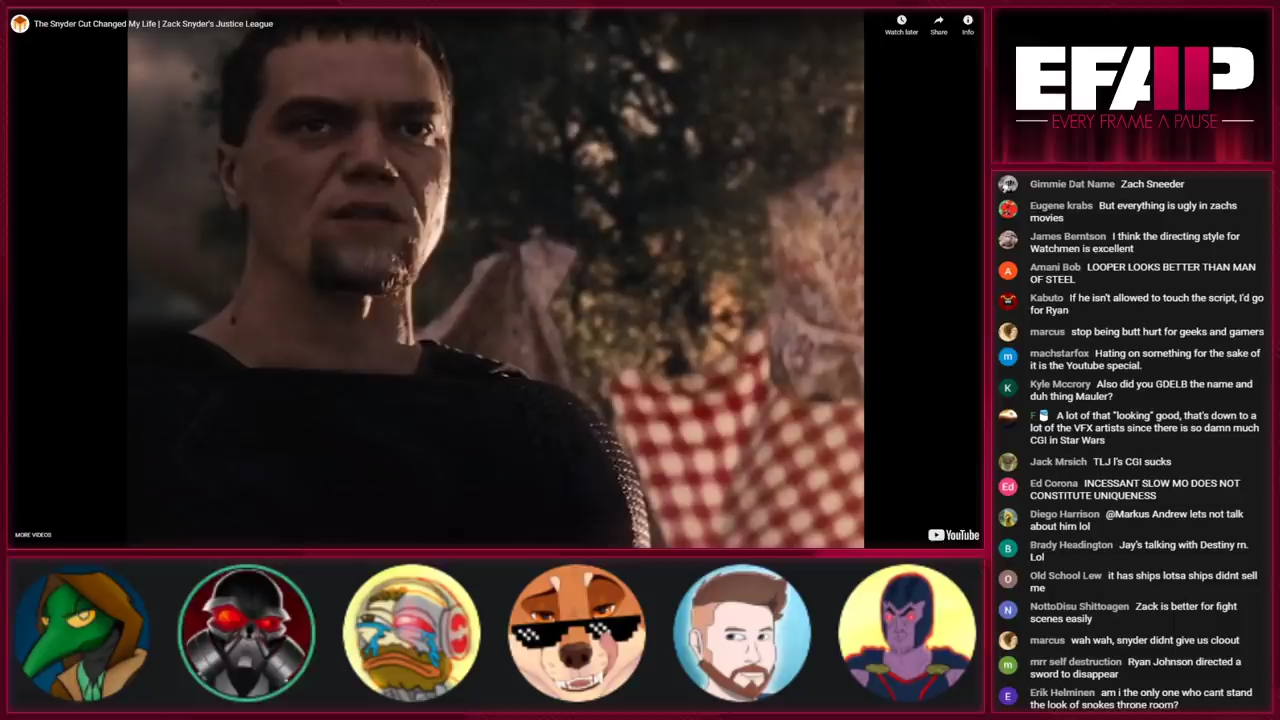 The Snyder Cut Changed My Life | Zack Snyder's Justice League
Watch later
Share
Info
MORE VIDEOS
YouTube
EFAP
EVERY FRAME A PAUSE
Gimmie Dat Name Zach Sneeder
Eugene krabs But everything is ugly in zachs
movies
James Berntson I think the directing style for
Watchmen is excellent
Amani Bob LOOPER LOOKS BETTER THAN MAN
OF STEEL
Kabuto If he isn't allowed to touch the script, I'd go
for Ryan
marcus stop being butt hurt for geeks and gamers
machstarfox Hating on something for the sake of
it is the Youtube special.
Kyle Mccrory Also did you GDELB the name and
duh thing Mauler?
F A lot of that "looking" good, that's down to a
lot of the VFX artists since there is so damn much
CGI in Star Wars
Jack Mrsich TLJ I's CGI sucks
Ed Corona INCESSANT SLOW MO DOES NOT
CONSTITUTE UNIQUENESS
Diego Harrison @Markus Andrew lets not talk
about him lol
Brady Headington Jay's talking with Destiny rn.
Lol
Old School Lew it has ships lotsa ships didnt sell
me
NottoDisu Shittoagen Zack is better for fight
scenes easily
marcus wah wah, snyder didnt give us cloout
mrr self destruction Ryan Johnson directed a
sword to disappear
Erik Helminen am i the only one who cant stand
the look of snokes throne room?